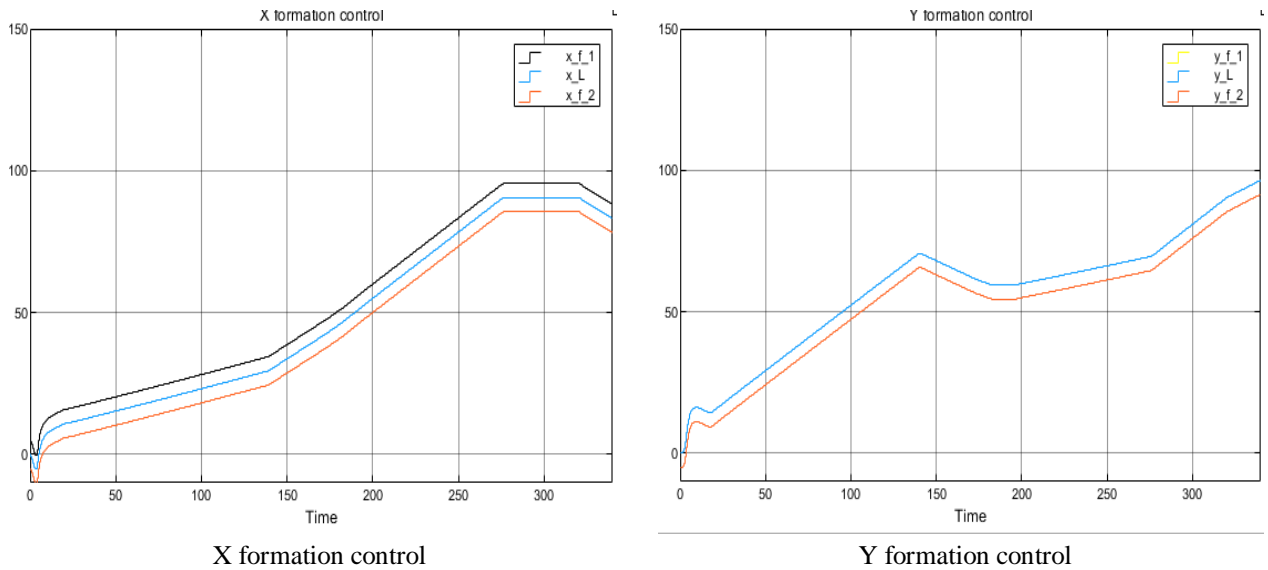 X formation control
150
100
50
0
0 50 100 150 200 250 300
Time
x_f_1
x_L
x_f_2
X formation control
Y formation control
150
100
50
0
0 50 100 150 200 250 300
Time
y_f_1
y_L
y_f_2
Y formation control